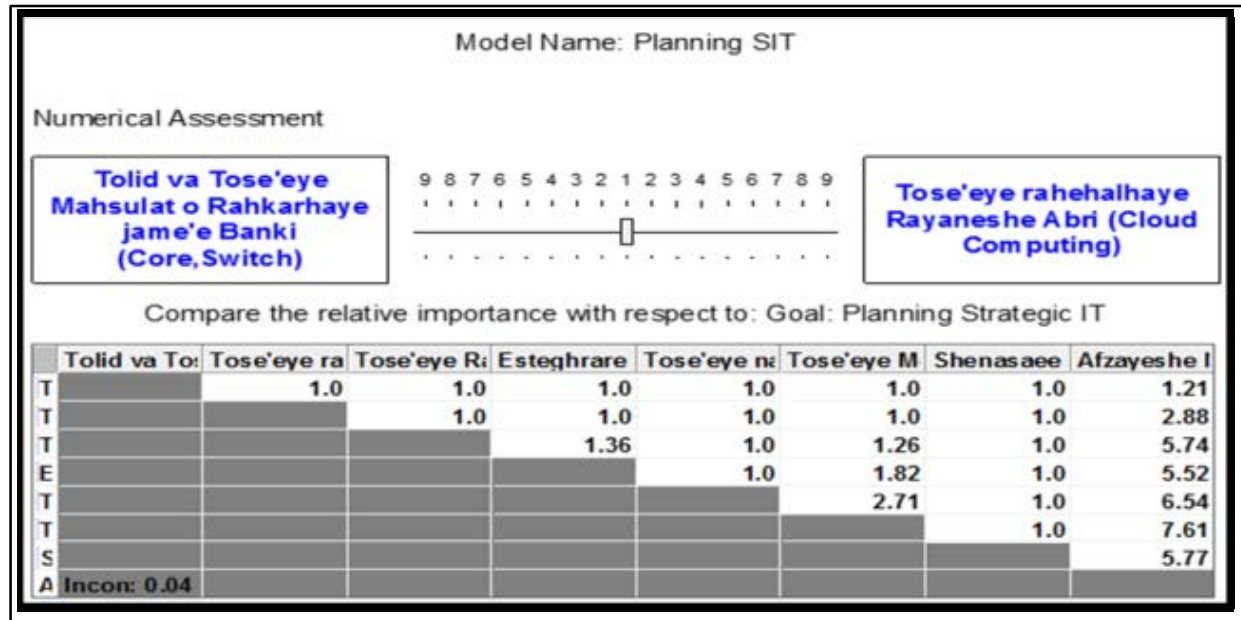 Model Name: Planning SIT
Numerical Assessment
Tolid va Tose'eye
Mahsulat o Rahkarhaye
jame'e Banki
(Core,Switch)
9 8 7 6 5 4 3 2 1 2 3 4 5 6 7 8 9
Tose'eye rahehalhaye
Rayaneshe Abri (Cloud
Computing)
Compare the relative importance with respect to: Goal: Planning Strategic IT
Tolid va To: Tose'eye ra Tose'eye Ra Esteghrare Tose'eye na Tose'eye M Shenasaee Afzayeshe I
T 1.0 1.0 1.0 1.0 1.0 1.0 1.21
T 1.0 1.0 1.0 1.0 1.0 2.88
T 1.36 1.0 1.26 1.0 5.74
E 1.0 1.82 1.0 5.52
T 2.71 1.0 6.54
T 1.0 7.61
S 5.77
A Incon: 0.04